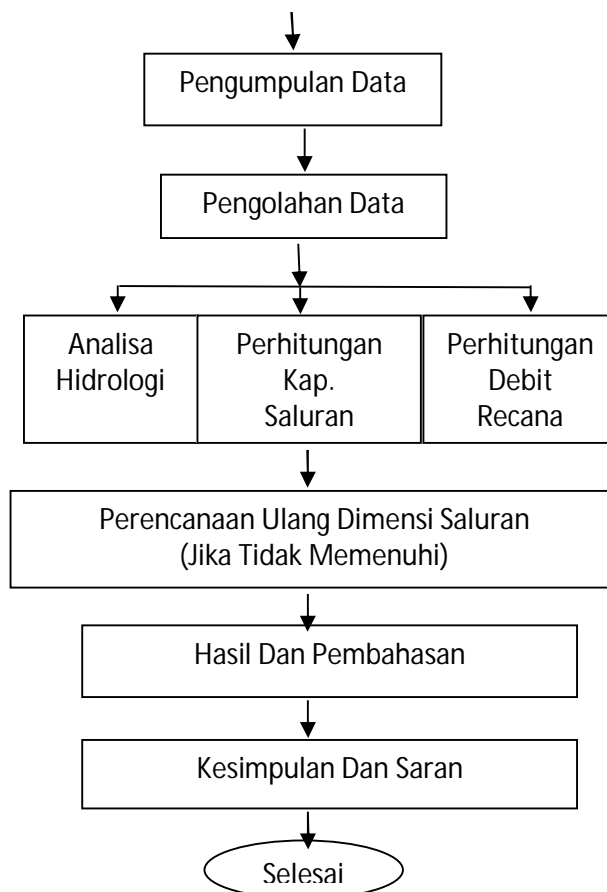 Pengumpulan Data
Pengolahan Data
Analisa
Hidrologi
Perhitungan
Kap.
Saluran
Perhitungan
Debit
Recana
Perencanaan Ulang Dimensi Saluran
(Jika Tidak Memenuhi)
Hasil Dan Pembahasan
Kesimpulan Dan Saran
Selesai